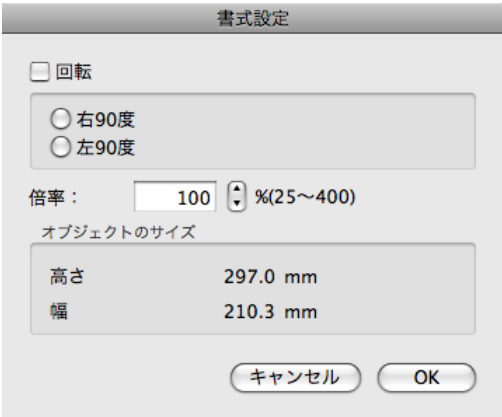 書式設定
回転
右90度
左90度
倍率： 100 %(25～400)
オブジェクトのサイズ
高さ 297.0 mm
幅 210.3 mm
キャンセル OK